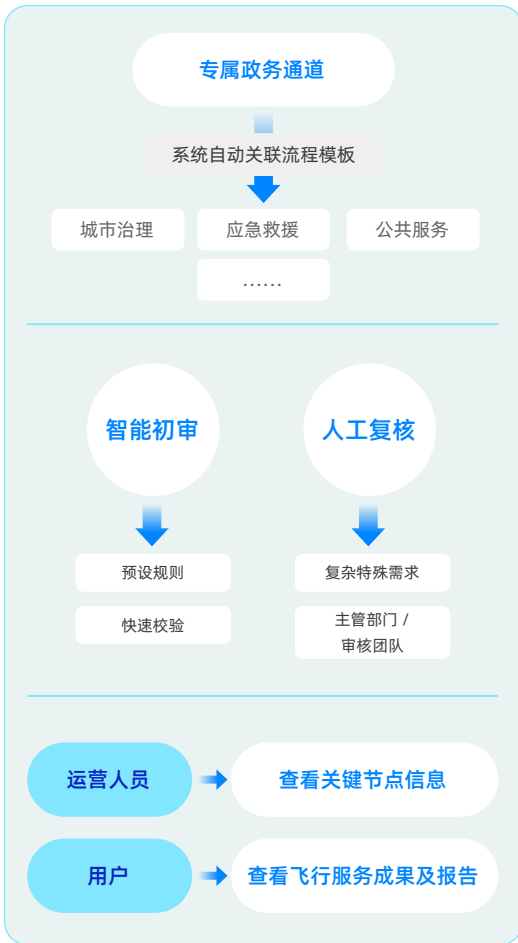 专属政务通道
系统自动关联流程模板
城市治理
应急救援
公共服务
......
智能初审
人工复核
预设规则
复杂特殊需求
快速校验
主管部门 /
审核团队
运营人员
查看关键节点信息
用户
查看飞行服务成果及报告